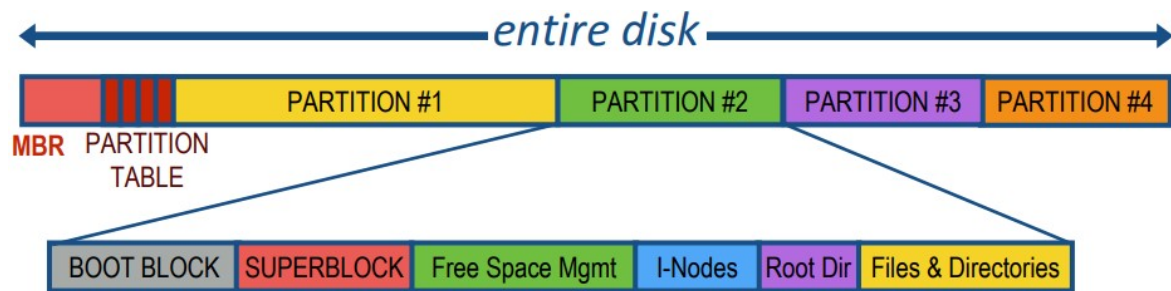 entire disk
PARTITION #1 PARTITION #2 PARTITION #3 PARTITION #4
MBR PARTITION
TABLE
BOOT BLOCK SUPERBLOCK Free Space Mgmt I-Nodes Root Dir Files & Directories